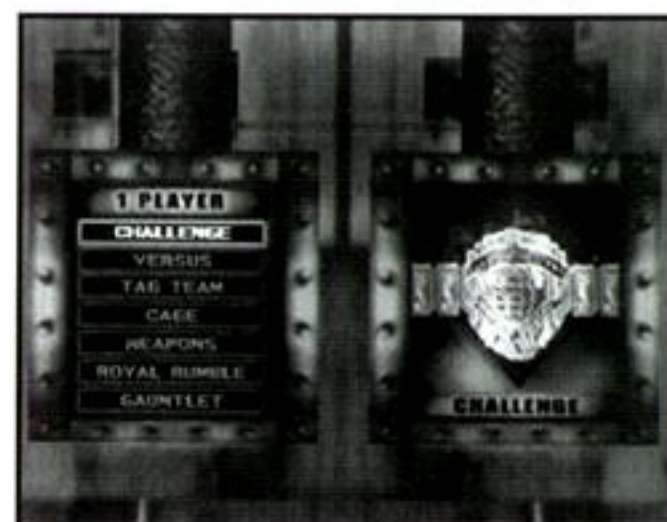 1 PLAYER
CHALLENGE
VERSUS
TAG TEAM
CAGE
WEAPONS
ROYAL RUMBLE
GAUNTLET
CHALLENGE